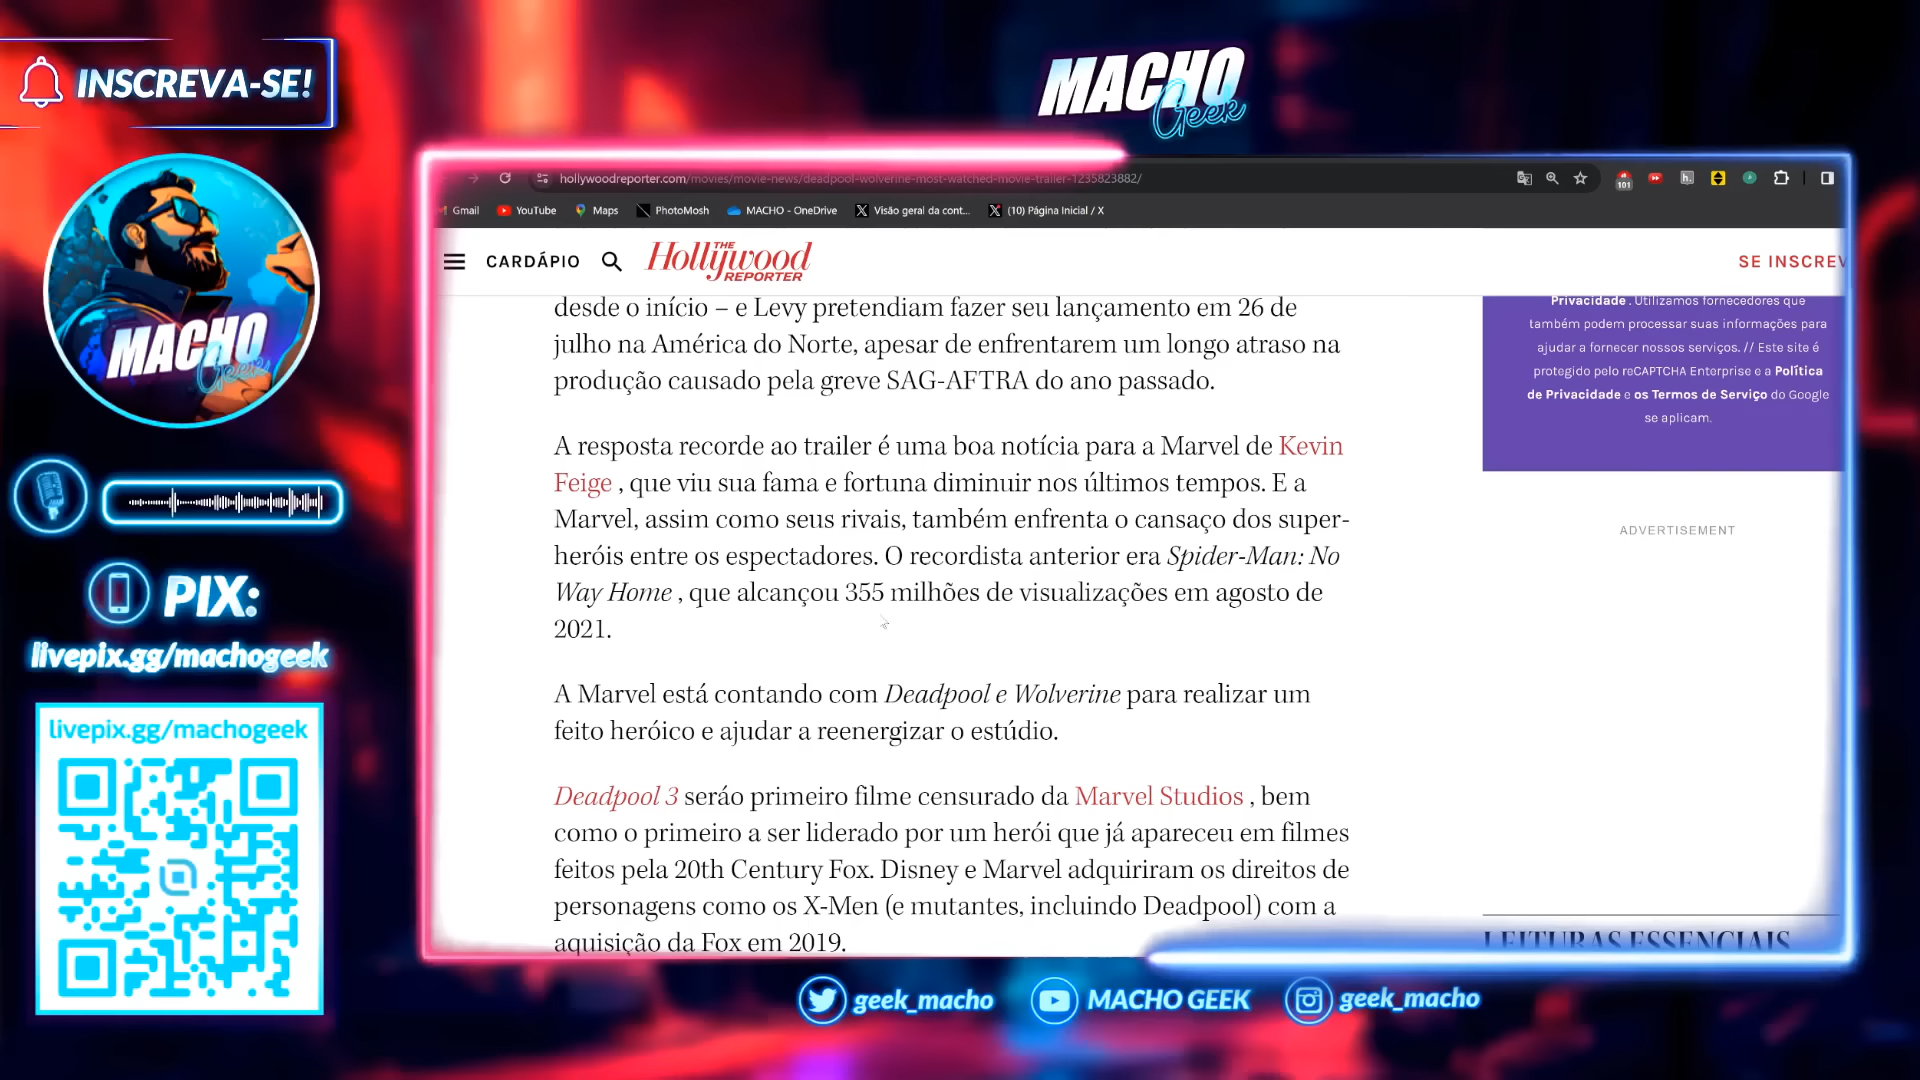 INSCREVA-SE!
MACHO
Geek
MACHO
Geek
PIX:
livepix.gg/machogeek
livepix.gg/machogeek
hollywoodreporter.com/movies/movie-news/deadpool-wolverine-most-watched-movie-trailer-1235823882/
101
h.
Gmail
YouTube
Maps
PhotoMosh
MACHO - OneDrive
Visão geral da cont...
(10) Página Inicial / X
CARDÁPIO
THE
Hollywood
REPORTER
SE INSCREV
desde o início – e Levy pretendiam fazer seu lançamento em 26 de
julho na América do Norte, apesar de enfrentarem um longo atraso na
produção causado pela greve SAG-AFTRA do ano passado.
A resposta recorde ao trailer é uma boa notícia para a Marvel de Kevin
Feige , que viu sua fama e fortuna diminuir nos últimos tempos. E a
Marvel, assim como seus rivais, também enfrenta o cansaço dos super-
heróis entre os espectadores. O recordista anterior era Spider-Man: No
Way Home , que alcançou 355 milhões de visualizações em agosto de
2021.
A Marvel está contando com Deadpool e Wolverine para realizar um
feito heróico e ajudar a reenergizar o estúdio.
Deadpool 3 seráo primeiro filme censurado da Marvel Studios , bem
como o primeiro a ser liderado por um herói que já apareceu em filmes
feitos pela 20th Century Fox. Disney e Marvel adquiriram os direitos de
personagens como os X-Men (e mutantes, incluindo Deadpool) com a
aquisição da Fox em 2019.
Privacidade . Utilizamos fornecedores que
também podem processar suas informações para
ajudar a fornecer nossos serviços. // Este site é
protegido pelo reCAPTCHA Enterprise e a Política
de Privacidade e os Termos de Serviço do Google
se aplicam.
ADVERTISEMENT
LEITURAS ESSENCIAIS
geek_macho
MACHO GEEK
geek_macho